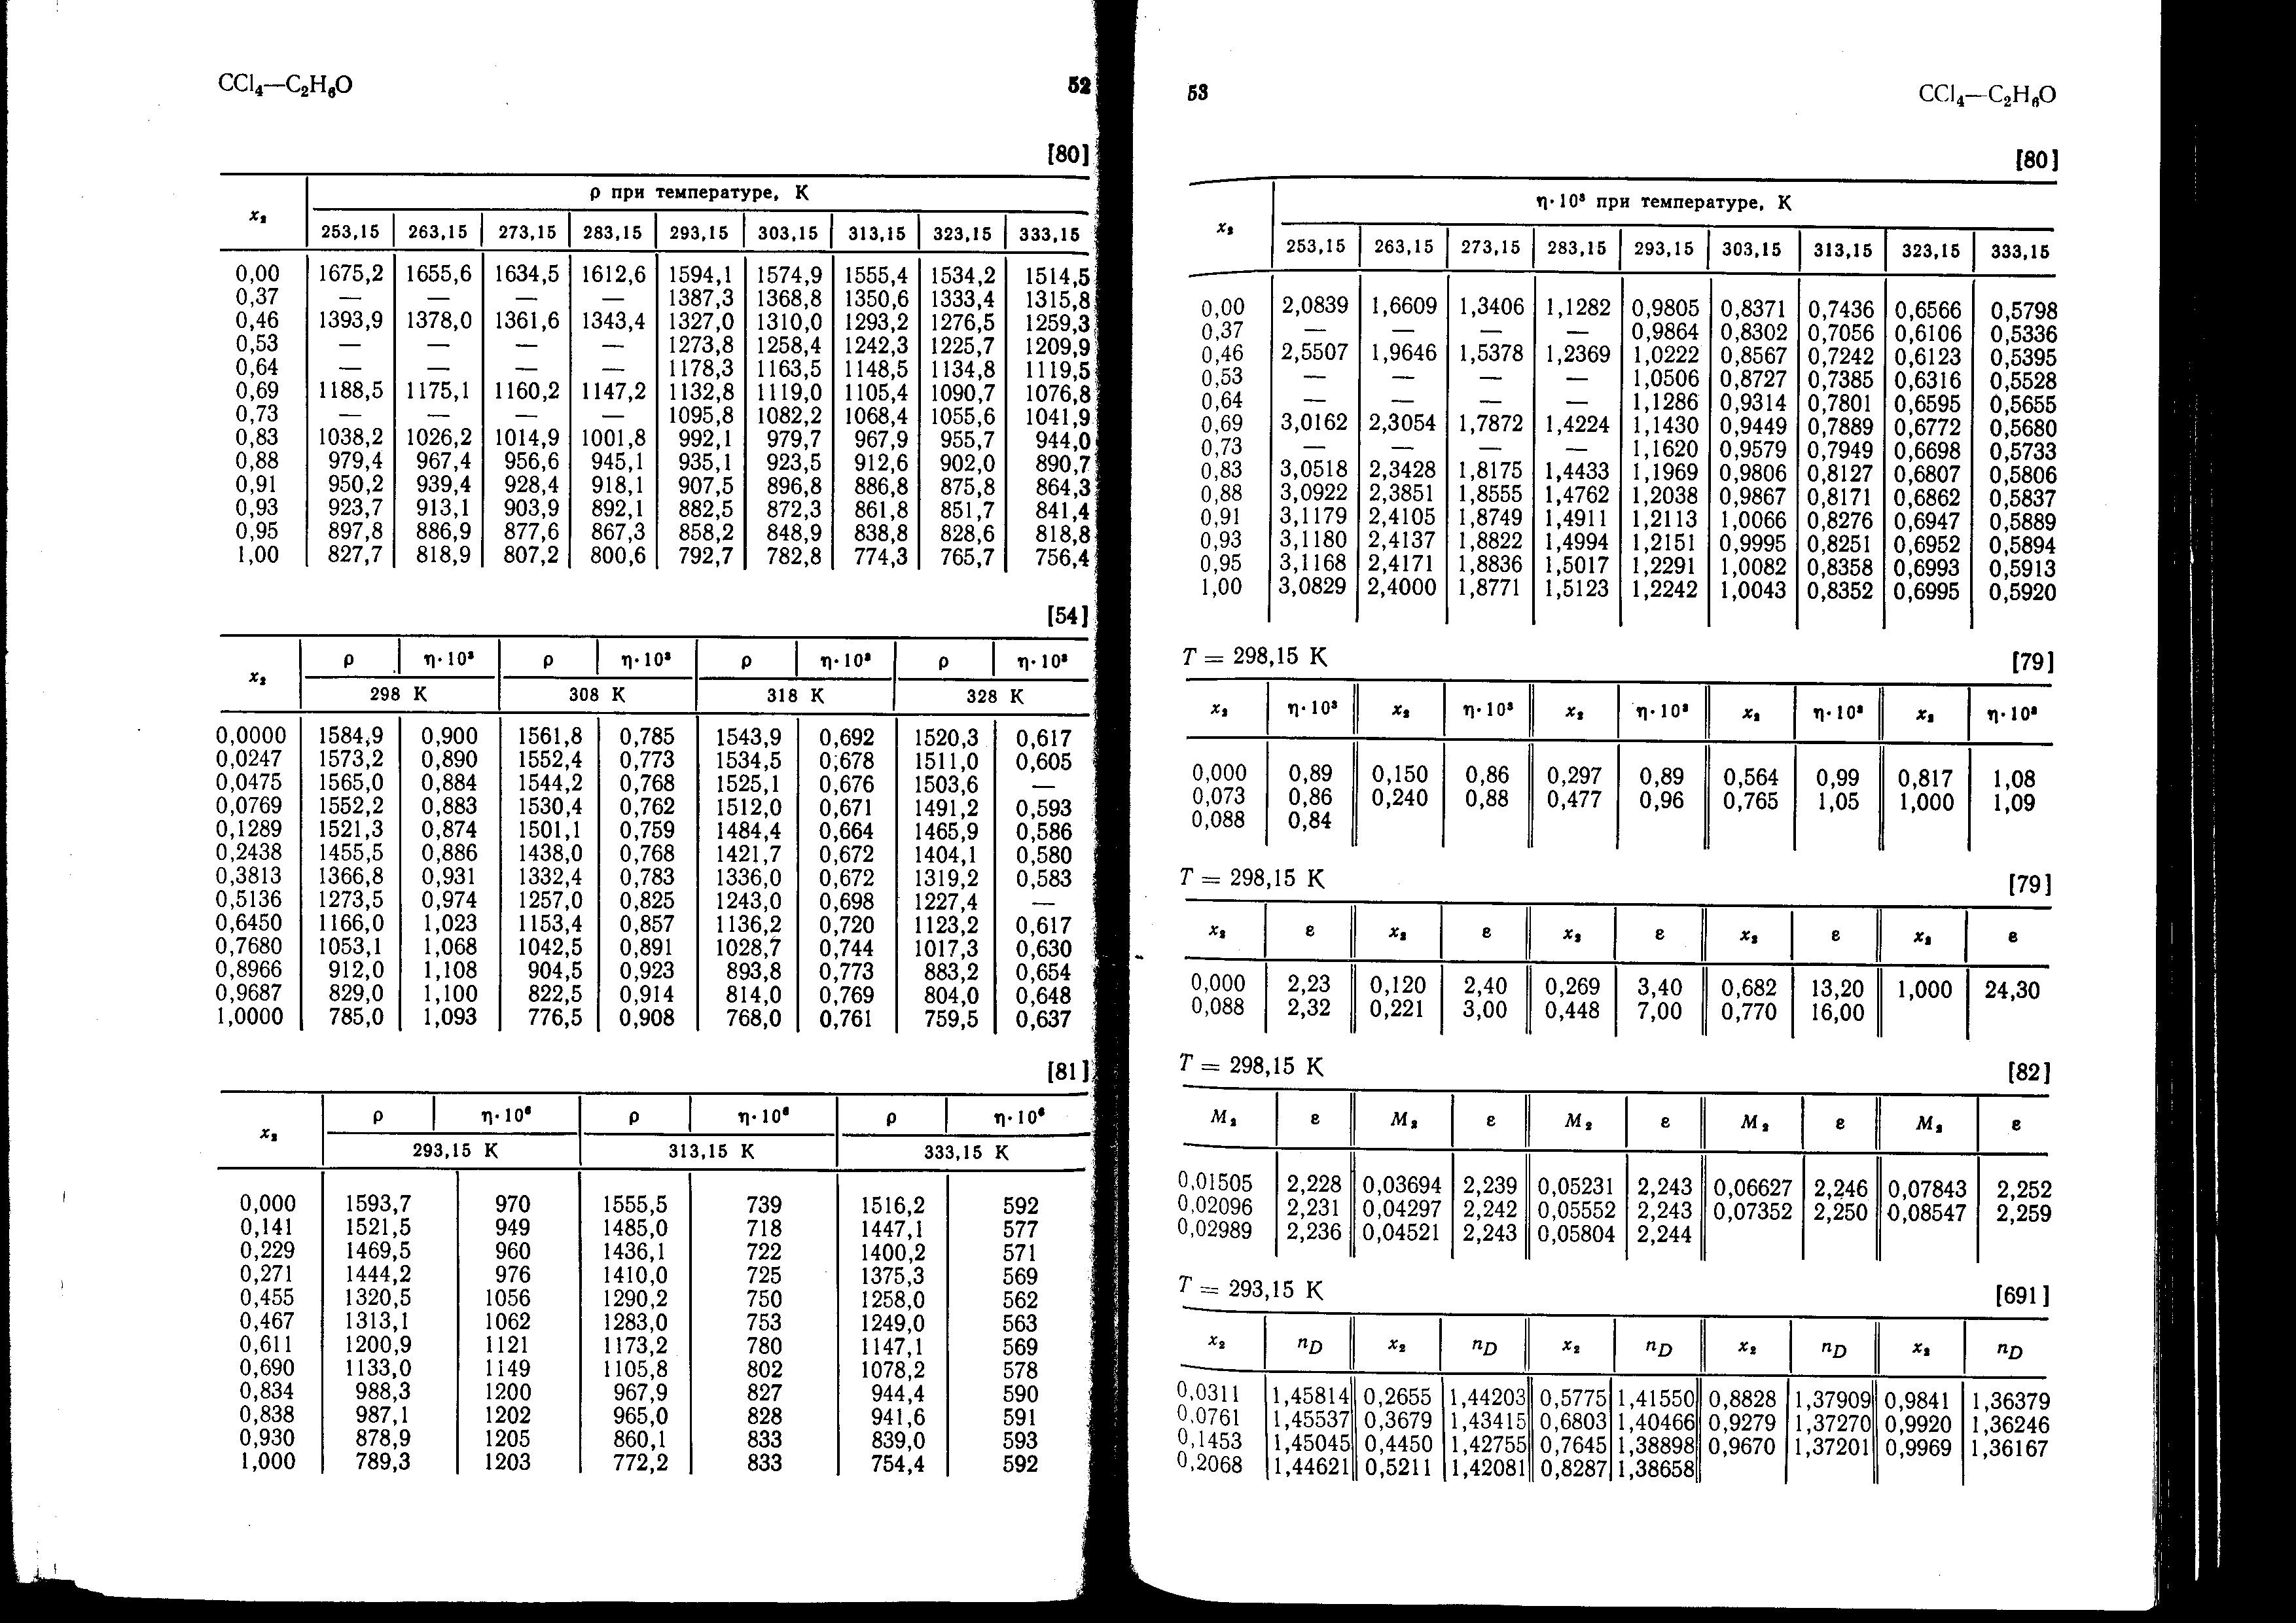 CCl₄—C₂H₆O 52
[80]
x₂ ρ при температуре, К
253,15 263,15 273,15 283,15 293,15 303,15 313,15 323,15 333,15
0,00 1675,2 1655,6 1634,5 1612,6 1594,1 1574,9 1555,4 1534,2 1514,5
0,37 — — — — 1387,3 1368,8 1350,6 1333,4 1315,8
0,46 1393,9 1378,0 1361,6 1343,4 1327,0 1310,0 1293,2 1276,5 1259,3
0,53 — — — — 1273,8 1258,4 1242,3 1225,7 1209,9
0,64 — — — — 1178,3 1163,5 1148,5 1134,8 1119,5
0,69 1188,5 1175,1 1160,2 1147,2 1132,8 1119,0 1105,4 1090,7 1076,8
0,73 — — — — 1095,8 1082,2 1068,4 1055,6 1041,9
0,83 1038,2 1026,2 1014,9 1001,8 992,1 979,7 967,9 955,7 944,0
0,88 979,4 967,4 956,6 945,1 935,1 923,5 912,6 902,0 890,7
0,91 950,2 939,4 928,4 918,1 907,5 896,8 886,8 875,8 864,3
0,93 923,7 913,1 903,9 892,1 882,5 872,3 861,8 851,7 841,4
0,95 897,8 886,9 877,6 867,3 858,2 848,9 838,8 828,6 818,8
1,00 827,7 818,9 807,2 800,6 792,7 782,8 774,3 765,7 756,4
[54]
x₂ ρ η·10³ ρ η·10³ ρ η·10³ ρ η·10³
298 К 308 К 318 К 328 К
0,0000 1584,9 0,900 1561,8 0,785 1543,9 0,692 1520,3 0,617
0,0247 1573,2 0,890 1552,4 0,773 1534,5 0,678 1511,0 0,605
0,0475 1565,0 0,884 1544,2 0,768 1525,1 0,676 1503,6 —
0,0769 1552,2 0,883 1530,4 0,762 1512,0 0,671 1491,2 0,593
0,1289 1521,3 0,874 1501,1 0,759 1484,4 0,664 1465,9 0,586
0,2438 1455,5 0,886 1438,0 0,768 1421,7 0,672 1404,1 0,580
0,3813 1366,8 0,931 1332,4 0,783 1336,0 0,672 1319,2 0,583
0,5136 1273,5 0,974 1257,0 0,825 1243,0 0,698 1227,4 —
0,6450 1166,0 1,023 1153,4 0,857 1136,2 0,720 1123,2 0,617
0,7680 1053,1 1,068 1042,5 0,891 1028,7 0,744 1017,3 0,630
0,8966 912,0 1,108 904,5 0,923 893,8 0,773 883,2 0,654
0,9687 829,0 1,100 822,5 0,914 814,0 0,769 804,0 0,648
1,0000 785,0 1,093 776,5 0,908 768,0 0,761 759,5 0,637
[81]
x₂ ρ η·10⁶ ρ η·10⁶ ρ η·10⁶
293,15 К 313,15 К 333,15 К
0,000 1593,7 970 1555,5 739 1516,2 592
0,141 1521,5 949 1485,0 718 1447,1 577
0,229 1469,5 960 1436,1 722 1400,2 571
0,271 1444,2 976 1410,0 725 1375,3 569
0,455 1320,5 1056 1290,2 750 1258,0 562
0,467 1313,1 1062 1283,0 753 1249,0 563
0,611 1200,9 1121 1173,2 780 1147,1 569
0,690 1133,0 1149 1105,8 802 1078,2 578
0,834 988,3 1200 967,9 827 944,4 590
0,838 987,1 1202 965,0 828 941,6 591
0,930 878,9 1205 860,1 833 839,0 593
1,000 789,3 1203 772,2 833 754,4 592
53 CCl₄—C₂H₆O
[80]
x₂ η·10³ при температуре, К
253,15 263,15 273,15 283,15 293,15 303,15 313,15 323,15 333,15
0,00 2,0839 1,6609 1,3406 1,1282 0,9805 0,8371 0,7436 0,6566 0,5798
0,37 — — — — 0,9864 0,8302 0,7056 0,6106 0,5336
0,46 2,5507 1,9646 1,5378 1,2369 1,0222 0,8567 0,7242 0,6123 0,5395
0,53 — — — — 1,0506 0,8727 0,7385 0,6316 0,5528
0,64 — — — — 1,1286 0,9314 0,7801 0,6595 0,5655
0,69 3,0162 2,3054 1,7872 1,4224 1,1430 0,9449 0,7889 0,6772 0,5680
0,73 — — — — 1,1620 0,9579 0,7949 0,6698 0,5733
0,83 3,0518 2,3428 1,8175 1,4433 1,1969 0,9806 0,8127 0,6807 0,5806
0,88 3,0922 2,3851 1,8555 1,4762 1,2038 0,9867 0,8171 0,6862 0,5837
0,91 3,1179 2,4105 1,8749 1,4911 1,2113 1,0066 0,8276 0,6947 0,5889
0,93 3,1180 2,4137 1,8822 1,4994 1,2151 0,9995 0,8251 0,6952 0,5894
0,95 3,1168 2,4171 1,8836 1,5017 1,2291 1,0082 0,8358 0,6993 0,5913
1,00 3,0829 2,4000 1,8771 1,5123 1,2242 1,0043 0,8352 0,6995 0,5920
T = 298,15 К [79]
x₂ η·10³ x₂ η·10³ x₂ η·10³ x₂ η·10³ x₂ η·10³
0,000 0,89 0,150 0,86 0,297 0,89 0,564 0,99 0,817 1,08
0,073 0,86 0,240 0,88 0,477 0,96 0,765 1,05 1,000 1,09
0,088 0,84
T = 298,15 К [79]
x₂ ε x₂ ε x₂ ε x₂ ε x₂ ε
0,000 2,23 0,120 2,40 0,269 3,40 0,682 13,20 1,000 24,30
0,088 2,32 0,221 3,00 0,448 7,00 0,770 16,00
T = 298,15 К [82]
M₂ ε M₂ ε M₂ ε M₂ ε M₂ ε
0,01505 2,228 0,03694 2,239 0,05231 2,243 0,06627 2,246 0,07843 2,252
0,02096 2,231 0,04297 2,242 0,05552 2,243 0,07352 2,250 0,08547 2,259
0,02989 2,236 0,04521 2,243 0,05804 2,244
T = 293,15 К [691]
x₂ n_D x₂ n_D x₂ n_D x₂ n_D x₂ n_D
0,0311 1,45814 0,2655 1,44203 0,5775 1,41550 0,8828 1,37909 0,9841 1,36379
0,0761 1,45537 0,3679 1,43415 0,6803 1,40466 0,9279 1,37270 0,9920 1,36246
0,1453 1,45045 0,4450 1,42755 0,7645 1,38898 0,9670 1,37201 0,9969 1,36167
0,2068 1,44621 0,5211 1,42081 0,8287 1,38658